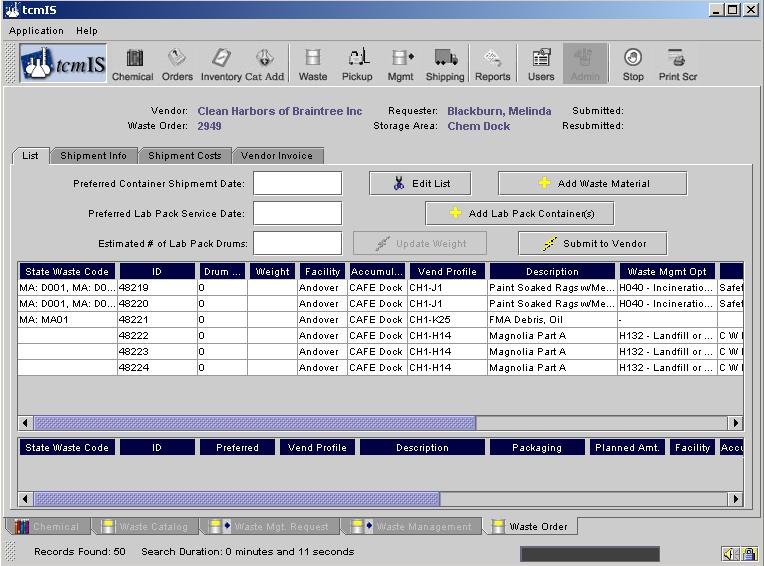 tcmIS
Application Help
tcmIS Chemical Orders Inventory Cat Add Waste Pickup Mgmt Shipping Reports Users Admin Stop Print Scr
Vendor: Clean Harbors of Braintree Inc Requester: Blackburn, Melinda Submitted:
Waste Order: 2949 Storage Area: Chem Dock Resubmitted:
List Shipment Info Shipment Costs Vendor Invoice
Preferred Container Shipmemt Date: Edit List Add Waste Material
Preferred Lab Pack Service Date: Add Lab Pack Container(s)
Estimated # of Lab Pack Drums: Update Weight Submit to Vendor
State Waste Code ID Drum ... Weight Facility Accumul... Vend Profile Description Waste Mgmt Opt
MA: D001, MA: D0... 48219 0 Andover CAFE Dock CH1-J1 Paint Soaked Rags w/Me... H040 - Incineratio... Safet
MA: D001, MA: D0... 48220 0 Andover CAFE Dock CH1-J1 Paint Soaked Rags w/Me... H040 - Incineratio... Safet
MA: MA01 48221 0 Andover CAFE Dock CH1-K25 FMA Debris, Oil -
48222 0 Andover CAFE Dock CH1-H14 Magnolia Part A H132 - Landfill or ... C W
48223 0 Andover CAFE Dock CH1-H14 Magnolia Part A H132 - Landfill or ... C W
48224 0 Andover CAFE Dock CH1-H14 Magnolia Part A H132 - Landfill or ... C W
State Waste Code ID Preferred Vend Profile Description Packaging Planned Amt. Facility Accu
Chemical Waste Catalog Waste Mgt. Request Waste Management Waste Order
Records Found: 50 Search Duration: 0 minutes and 11 seconds